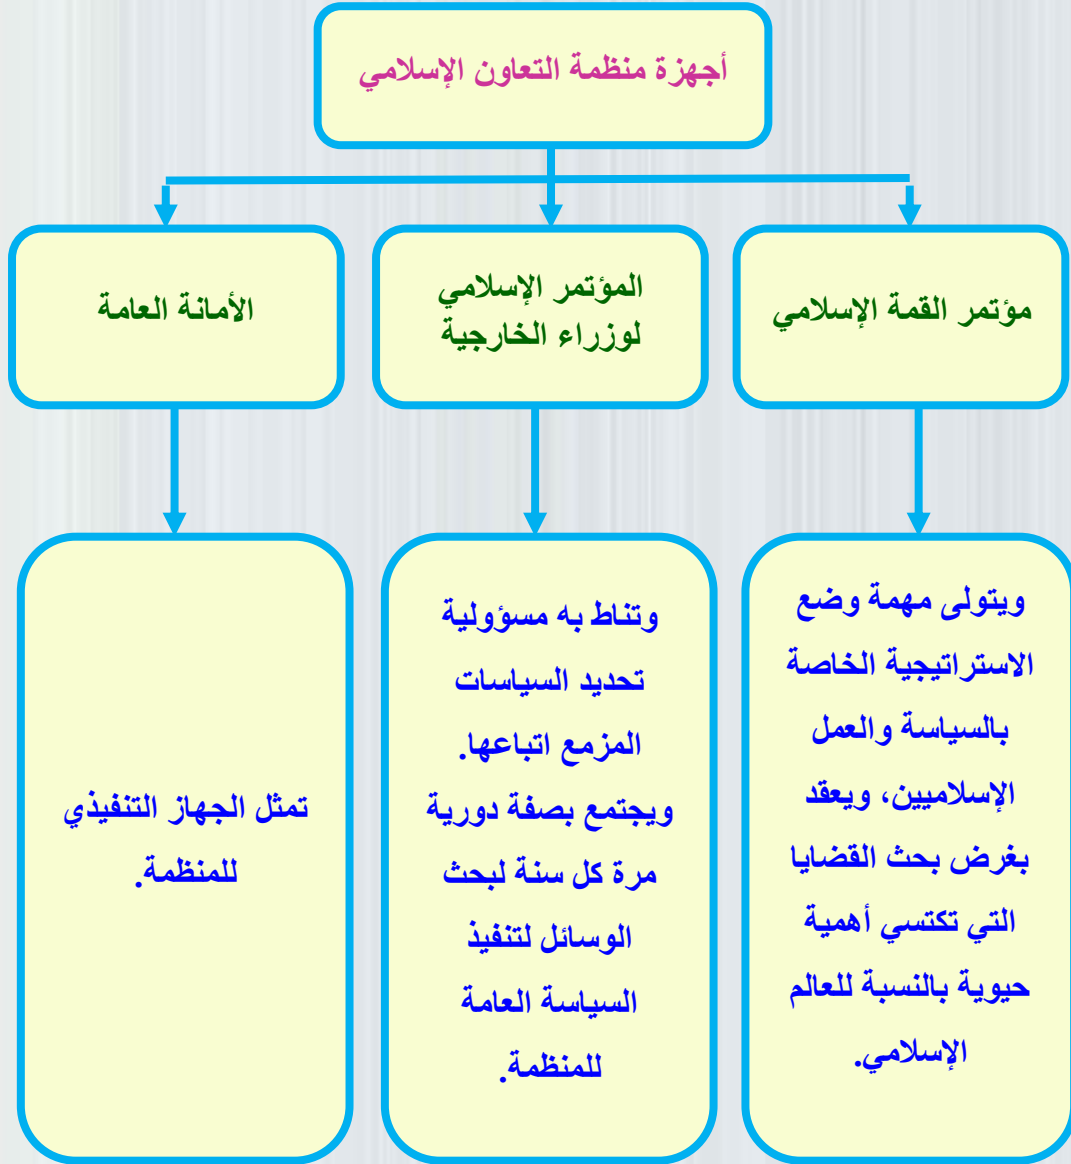 أجهزة منظمة التعاون الإسلامي
مؤتمر القمة الإسلامي
المؤتمر الإسلامي
لوزراء الخارجية
الأمانة العامة
ويتولى مهمة وضع
الاستراتيجية الخاصة
بالسياسة والعمل
الإسلاميين، ويعقد
بغرض بحث القضايا
التي تكتسي أهمية
حيوية بالنسبة للعالم
الإسلامي.
وتناط به مسؤولية
تحديد السياسات
المزمع اتباعها.
ويجتمع بصفة دورية
مرة كل سنة لبحث
الوسائل لتنفيذ
السياسة العامة
للمنظمة.
تمثل الجهاز التنفيذي
للمنظمة.